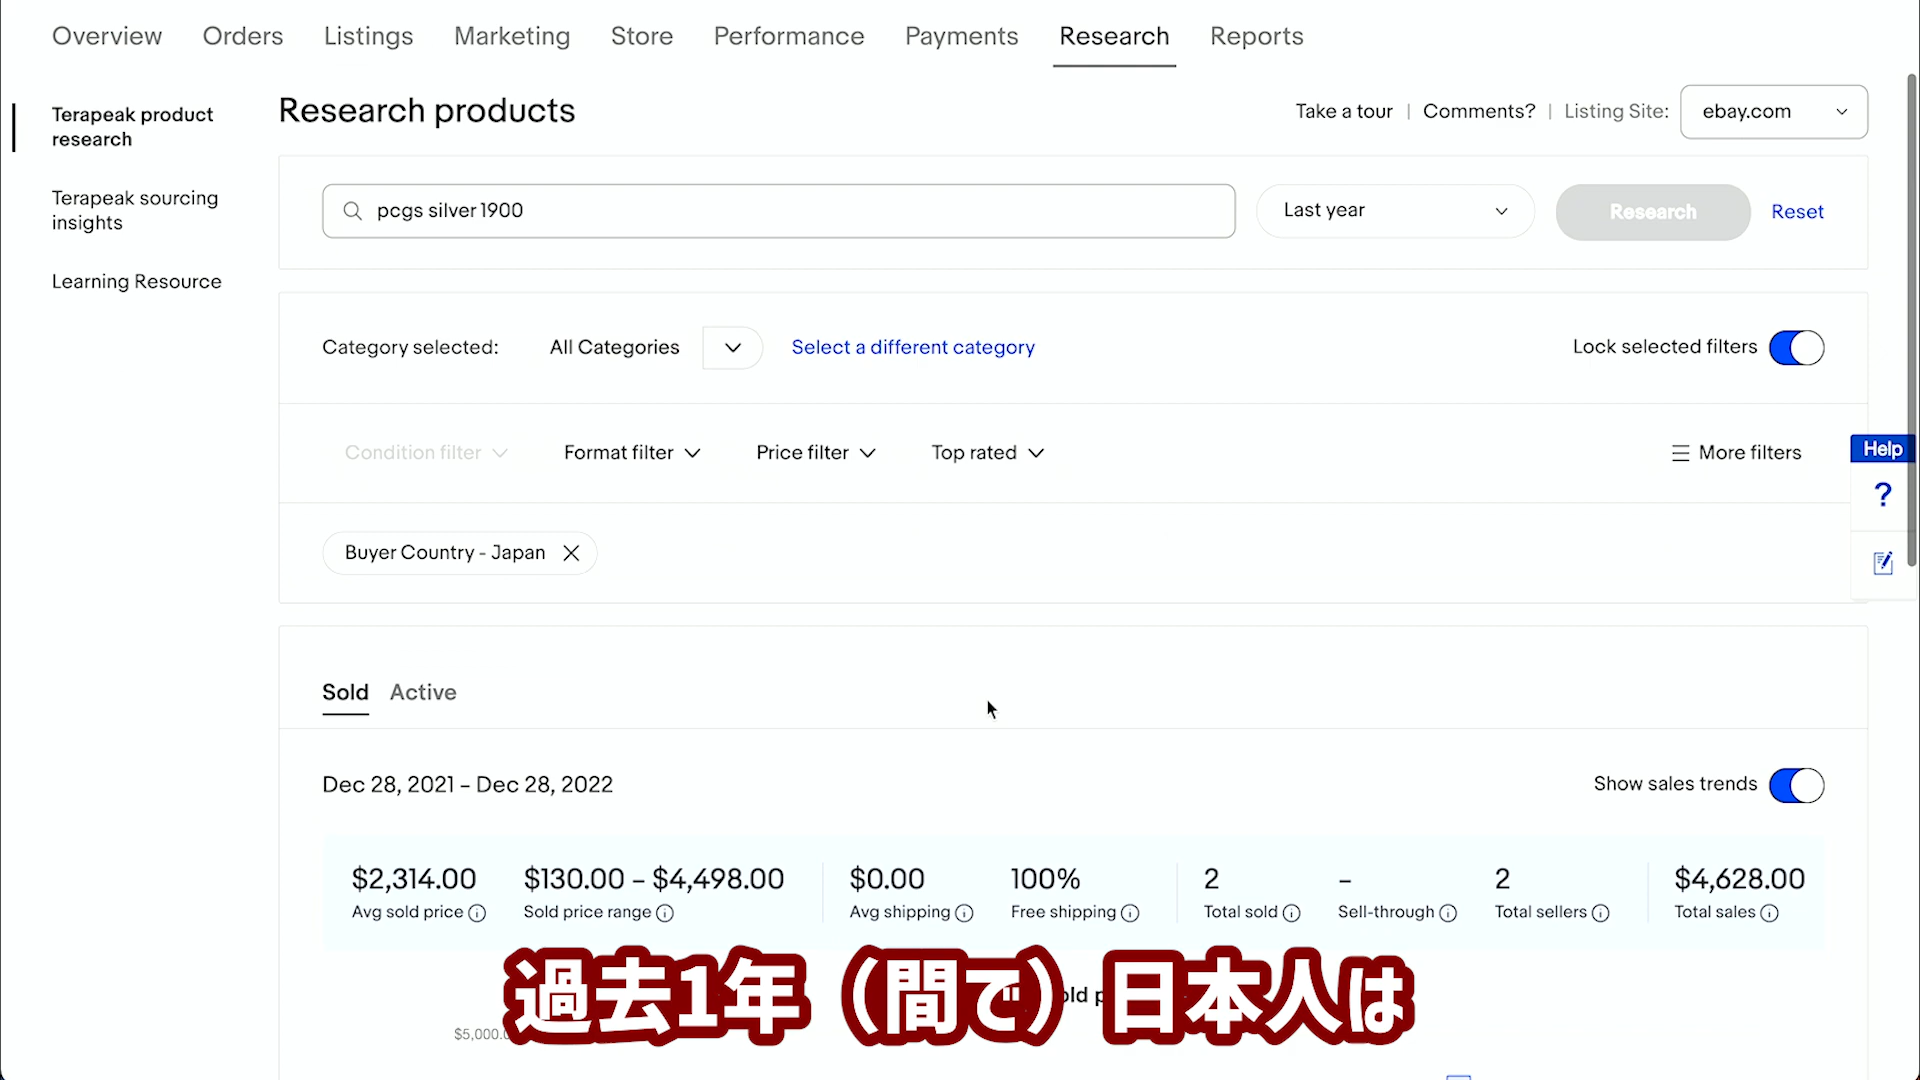 Overview Orders Listings Marketing Store Performance Payments Research Reports
Terapeak product
research
Terapeak sourcing
insights
Learning Resource
Research products
Take a tour | Comments? | Listing Site: ebay.com
pcgs silver 1900
Last year
Research
Reset
Category selected: All Categories
Select a different category
Lock selected filters
Condition filter Format filter Price filter Top rated
More filters
Help
?
Buyer Country - Japan
Sold Active
Dec 28, 2021 – Dec 28, 2022
Show sales trends
$2,314.00 $130.00 – $4,498.00 $0.00 100% 2 – 2 $4,628.00
Avg sold price Sold price range Avg shipping Free shipping Total sold Sell-through Total sellers Total sales
過去1年（間で）日本人は